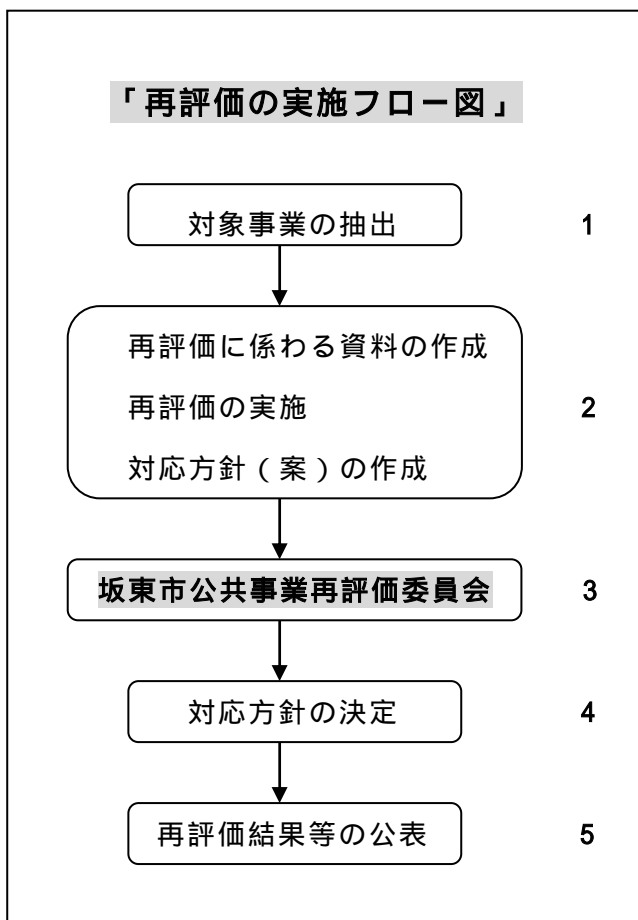 「再評価の実施フロー図」
対象事業の抽出 1
再評価に係わる資料の作成
再評価の実施 2
対応方針(案)の作成
坂東市公共事業再評価委員会 3
対応方針の決定 4
再評価結果等の公表 5